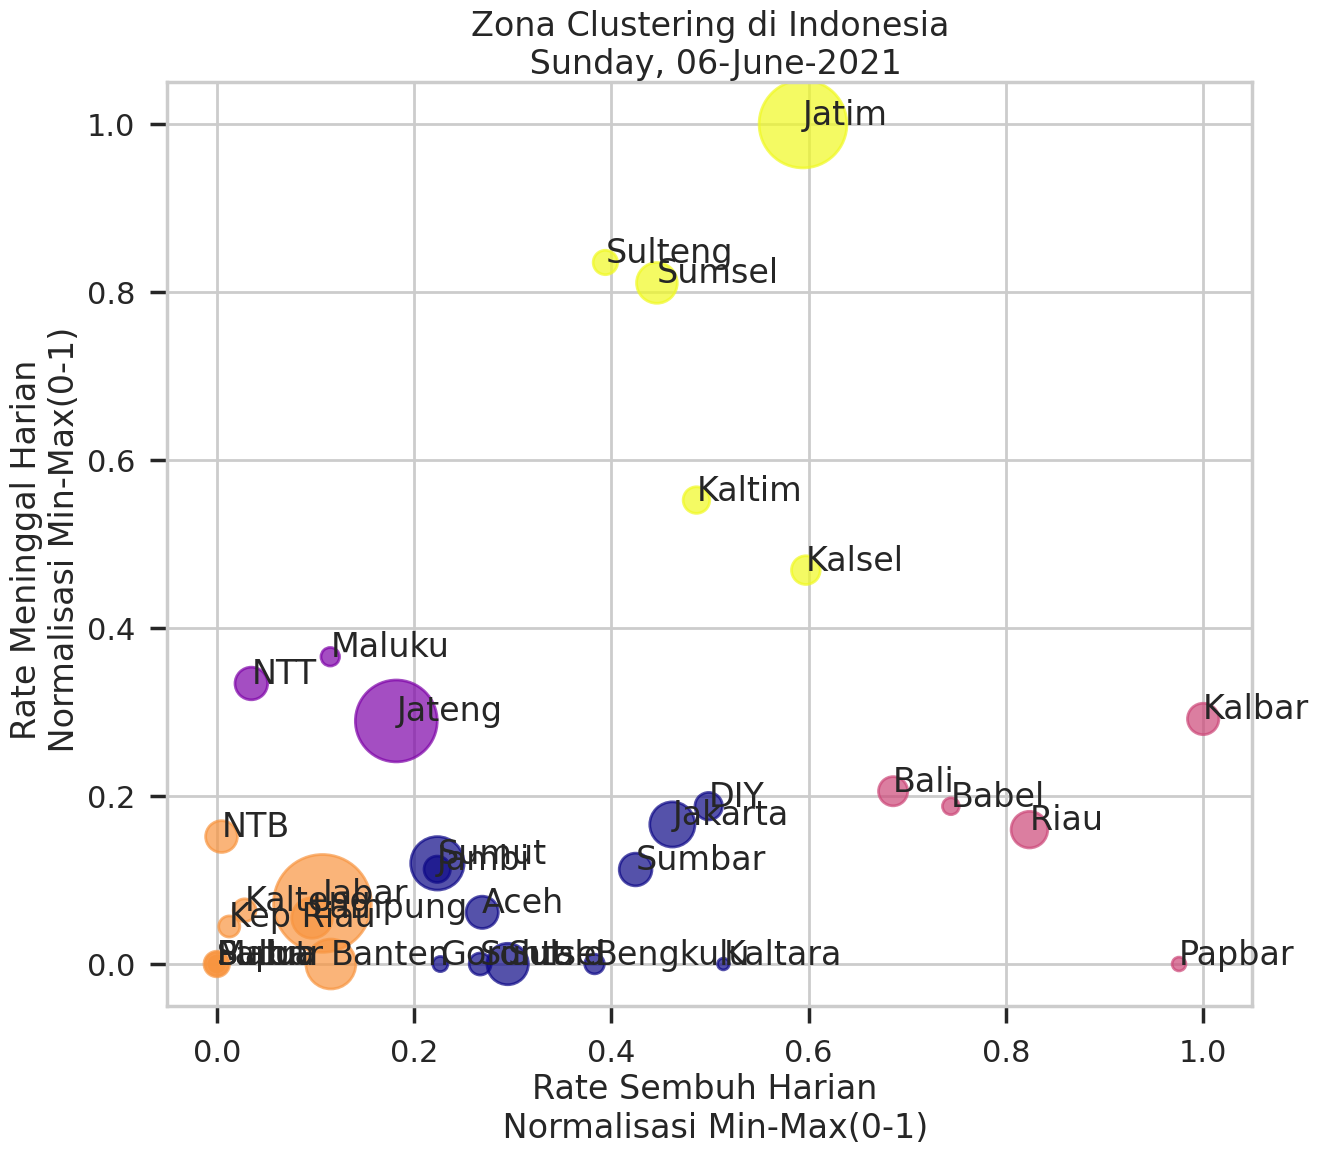 Zona Clustering di Indonesia
Sunday, 06-June-2021
Rate Meninggal Harian
Normalisasi Min-Max(0-1)
1.0
0.8
0.6
0.4
0.2
0.0
Jatim
Sulteng
Sumsel
Kaltim
Kalsel
Maluku
NTT
Jateng
Kalbar
Bali
Babel
Riau
DIY
Jakarta
Sumbar
NTB
Sumut
Jambi
Jabar
Kalteng
Lampung
Aceh
Kep Riau
Banten
Bengkulu
Kaltara
Papbar
0.0
0.2
0.4
0.6
0.8
1.0
Rate Sembuh Harian
Normalisasi Min-Max(0-1)